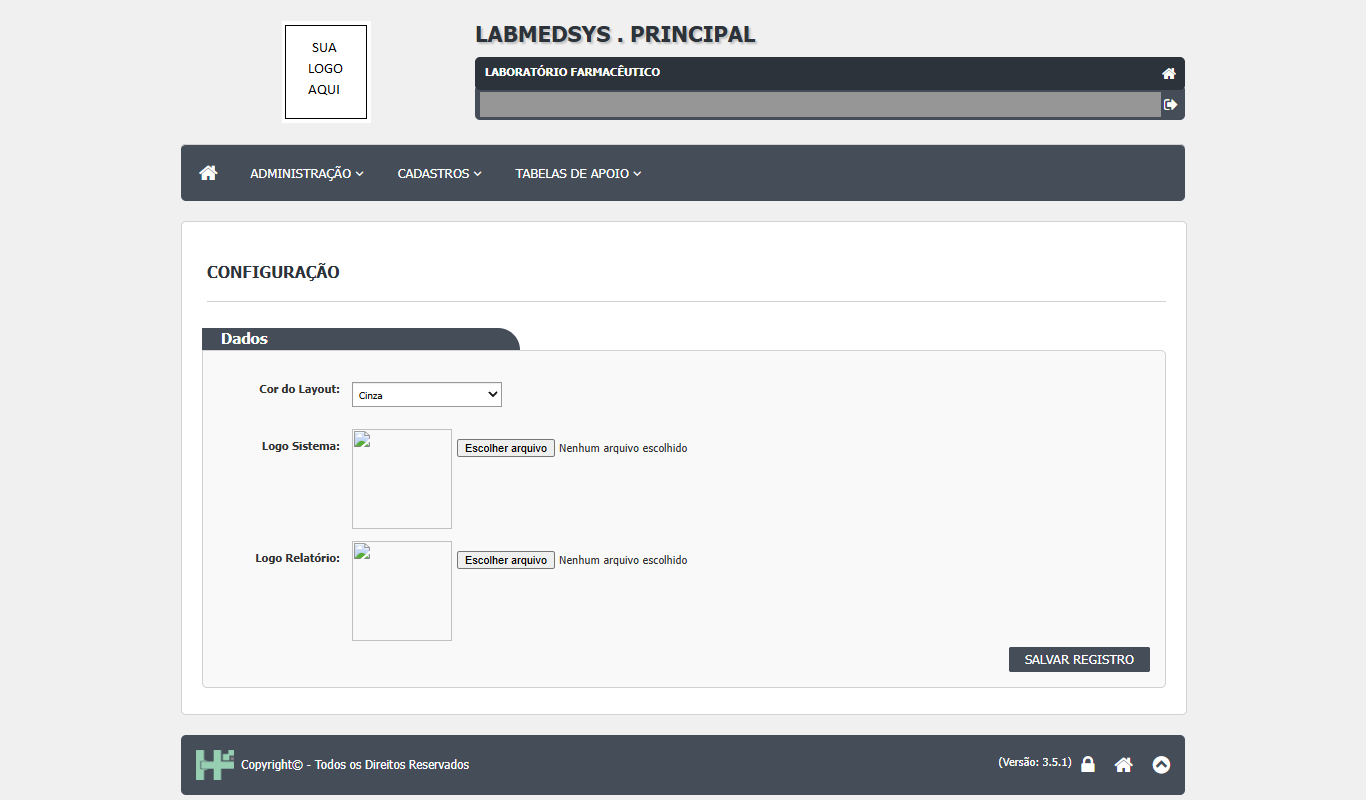 SUA
LOGO
AQUI
LABMEDSYS . PRINCIPAL
LABORATÓRIO FARMACÊUTICO
ADMINISTRAÇÃO CADASTROS TABELAS DE APOIO
CONFIGURAÇÃO
Dados
Cor do Layout: Cinza
Logo Sistema: Escolher arquivo Nenhum arquivo escolhido
Logo Relatório: Escolher arquivo Nenhum arquivo escolhido
SALVAR REGISTRO
Copyright© - Todos os Direitos Reservados (Versão: 3.5.1)